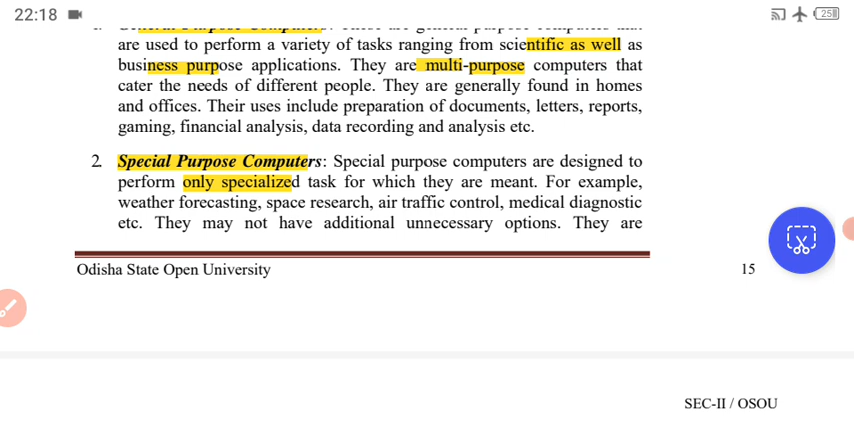 22:18
25
are used to perform a variety of tasks ranging from scientific as well as
business purpose applications. They are multi-purpose computers that
cater the needs of different people. They are generally found in homes
and offices. Their uses include preparation of documents, letters, reports,
gaming, financial analysis, data recording and analysis etc.
2. Special Purpose Computers: Special purpose computers are designed to
perform only specialized task for which they are meant. For example,
weather forecasting, space research, air traffic control, medical diagnostic
etc. They may not have additional unnecessary options. They are
Odisha State Open University 15
SEC-II / OSOU